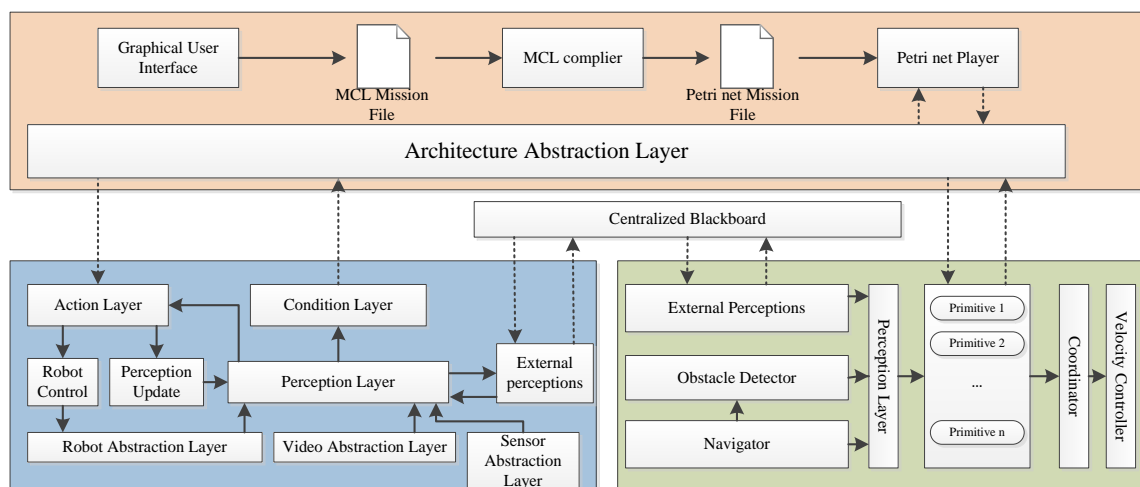 Graphical User
Interface
MCL Mission
File
MCL complier
Petri net Mission
File
Petri net Player
Architecture Abstraction Layer
Centralized Blackboard
Action Layer
Condition Layer
Robot
Control
Perception
Update
Perception Layer
External
perceptions
Robot Abstraction Layer
Video Abstraction Layer
Sensor
Abstraction
Layer
External Perceptions
Obstacle Detector
Navigator
Perception Layer
Primitive 1
Primitive 2
...
Primitive n
Coordinator
Velocity Controller